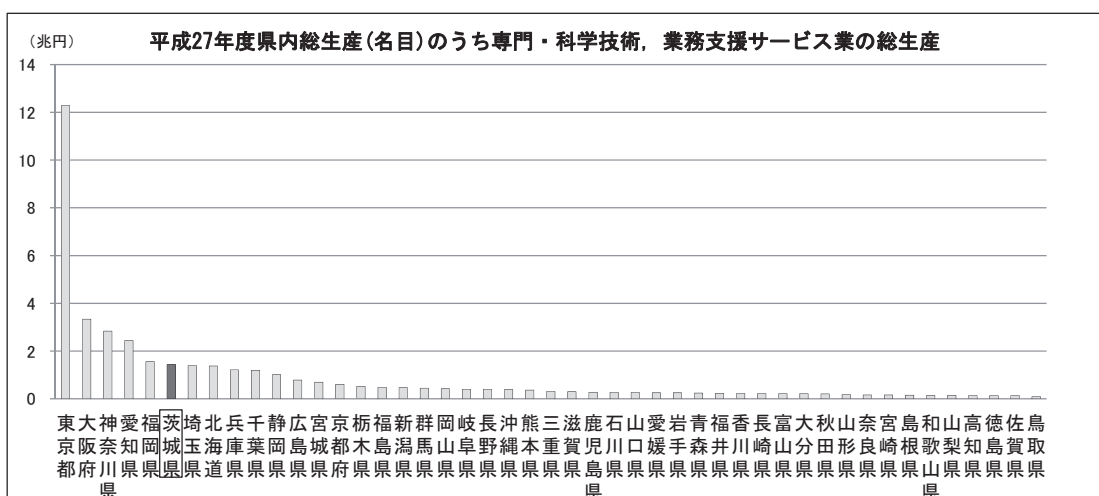 （兆円）
平成27年度県内総生産（名目）のうち専門・科学技術，業務支援サービス業の総生産
14
12
10
8
6
4
2
0
東京都
大阪府
神奈川県
愛知県
福岡県
茨城県
埼玉県
北海道
兵庫県
千葉県
静岡県
広島県
宮城県
京都府
栃木県
福島県
新潟県
群馬県
岡山県
岐阜県
長野県
沖縄県
熊本県
三重県
滋賀県
鹿児島県
石川県
山口県
愛媛県
岩手県
青森県
福井県
香川県
長崎県
富山県
大分県
秋田県
山形県
奈良県
宮崎県
島根県
和歌山県
山梨県
高知県
徳島県
佐賀県
鳥取県